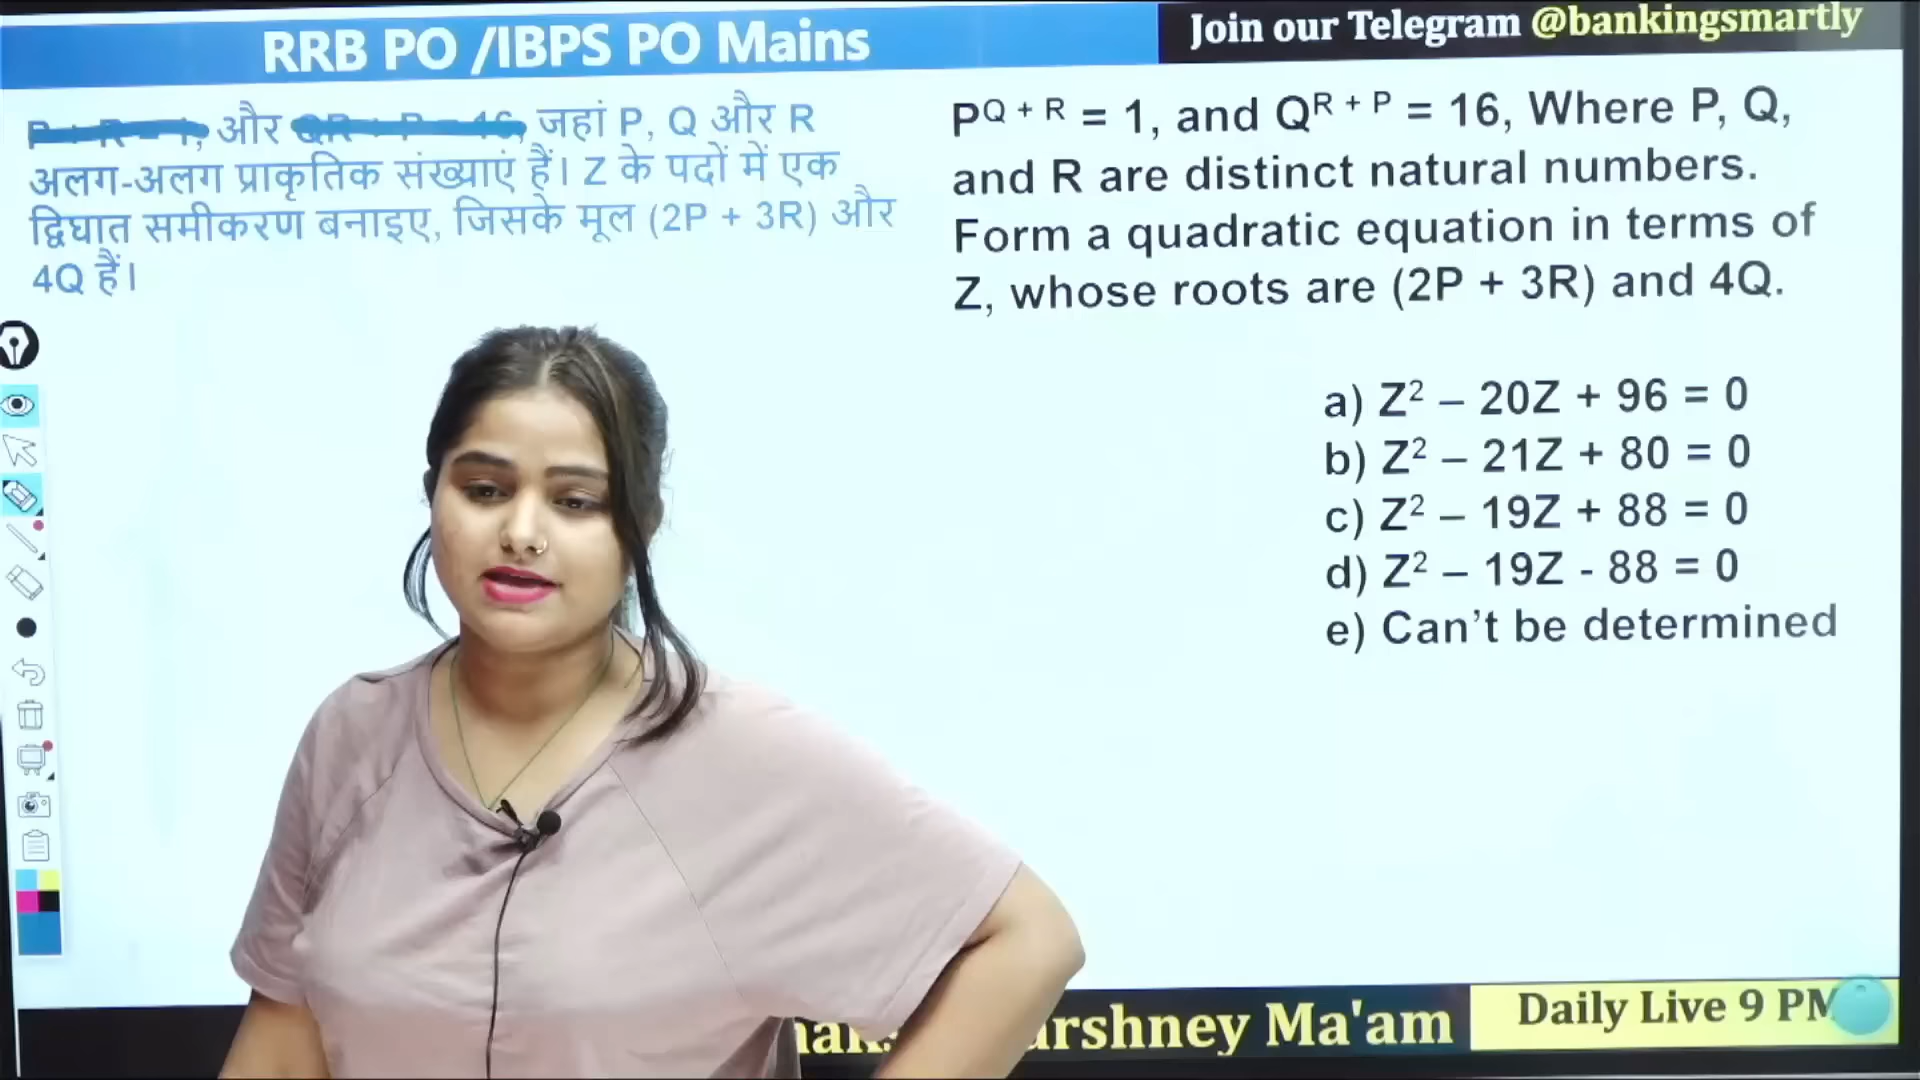 RRB PO /IBPS PO Mains
Join our Telegram @bankingsmartly
और जहां P, Q और R
अलग-अलग प्राकृतिक संख्याएं हैं। Z के पदों में एक
द्विघात समीकरण बनाइए, जिसके मूल (2P + 3R) और
4Q हैं।
P^Q + R = 1, and Q^R + P = 16, Where P, Q,
and R are distinct natural numbers.
Form a quadratic equation in terms of
Z, whose roots are (2P + 3R) and 4Q.
a) Z² – 20Z + 96 = 0
b) Z² – 21Z + 80 = 0
c) Z² – 19Z + 88 = 0
d) Z² – 19Z - 88 = 0
e) Can't be determined
Ma'am
Daily Live 9 PM